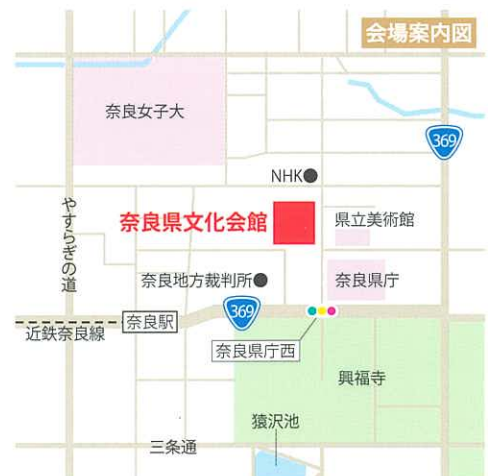 会場案内図
奈良女子大
369
NHK
やすらぎの道
奈良県文化会館
県立美術館
奈良地方裁判所
奈良県庁
369
奈良駅
近鉄奈良線
奈良県庁西
興福寺
猿沢池
三条通